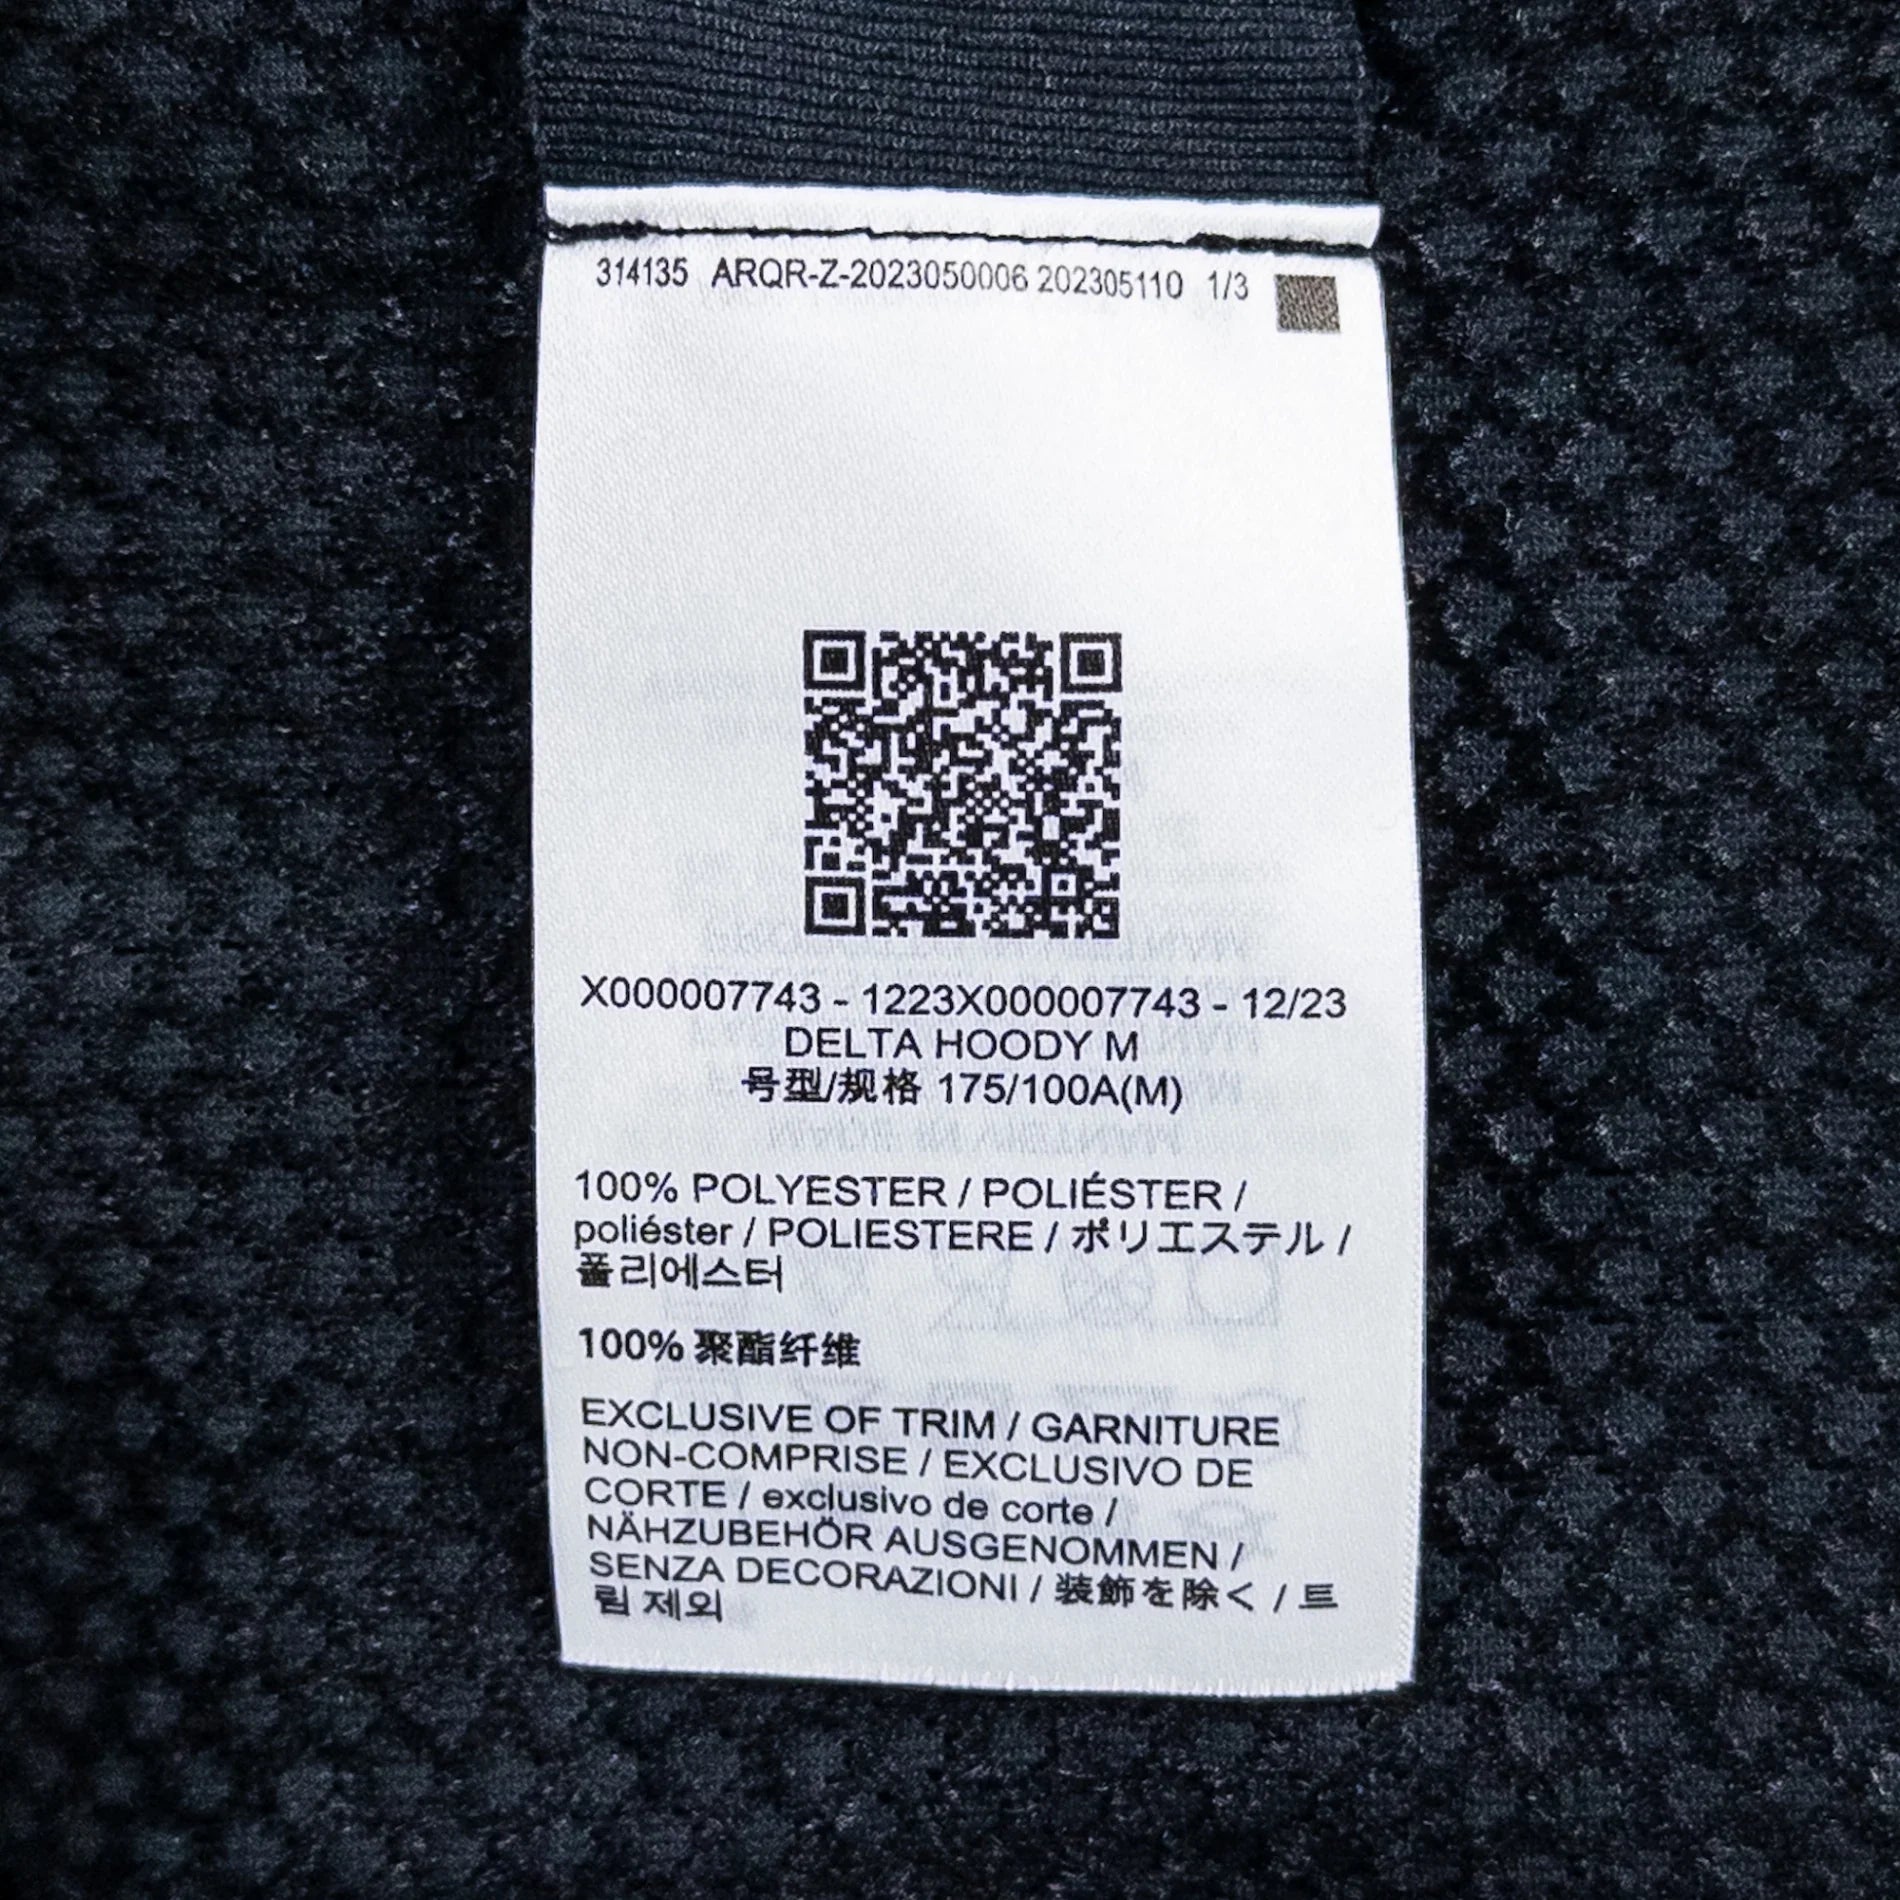 314135 ARQR-Z-2023050006 202305110 1/3
X000007743 - 1223X000007743 - 12/23
DELTA HOODY M
号型/规格 175/100A(M)
100% POLYESTER / POLIÉSTER /
poliéster / POLIESTERE / ポリエステル /
폴리에스터
100% 聚酯纤维
EXCLUSIVE OF TRIM / GARNITURE
NON-COMPRISE / EXCLUSIVO DE
CORTE / exclusivo de corte /
NÄHZUBEHÖR AUSGENOMMEN /
SENZA DECORAZIONI / 装飾を除く / 트
림 제외